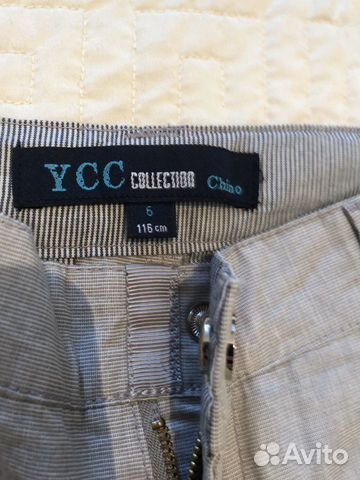 YCC COLLECTION Chino
6
116 cm
Avito